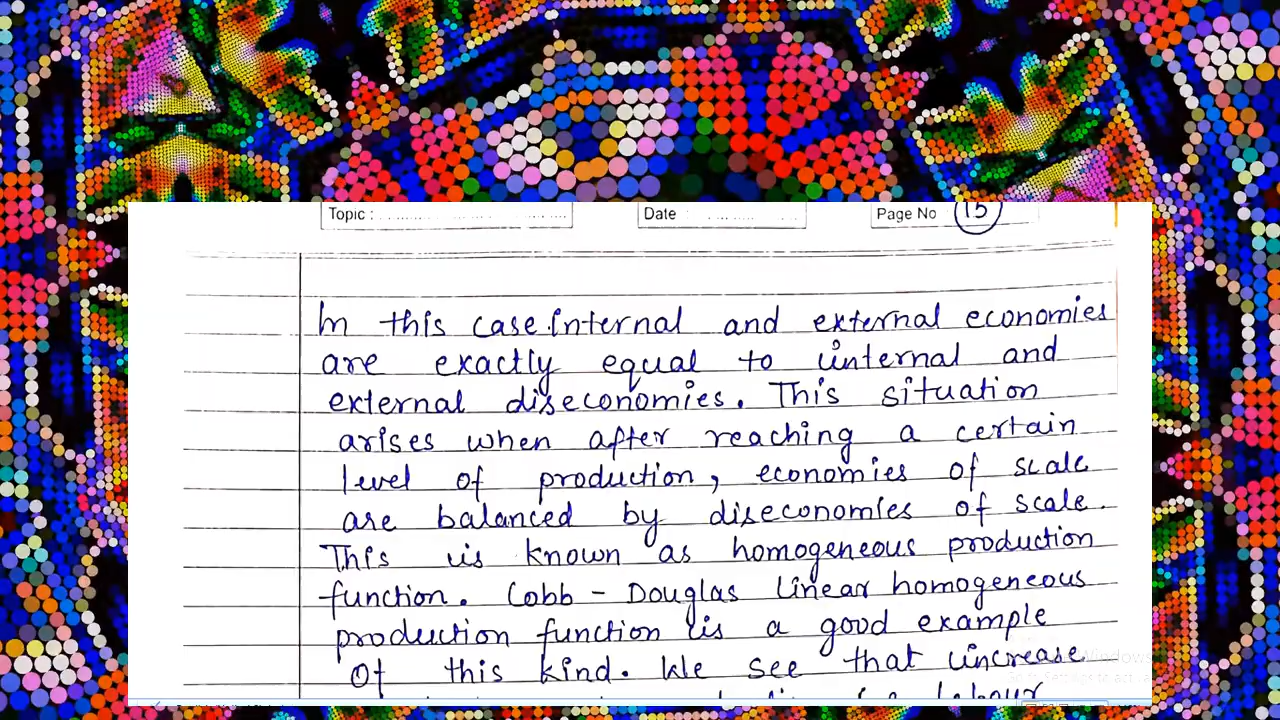 Topic :
Date :
Page No 15
In this case internal and external economies
are exactly equal to internal and
external diseconomies. This situation
arises when after reaching a certain
level of production, economies of scale
are balanced by diseconomies of scale.
This is known as homogeneous production
function. Cobb - Douglas linear homogeneous
production function is a good example
of this kind. We see that increase
labour